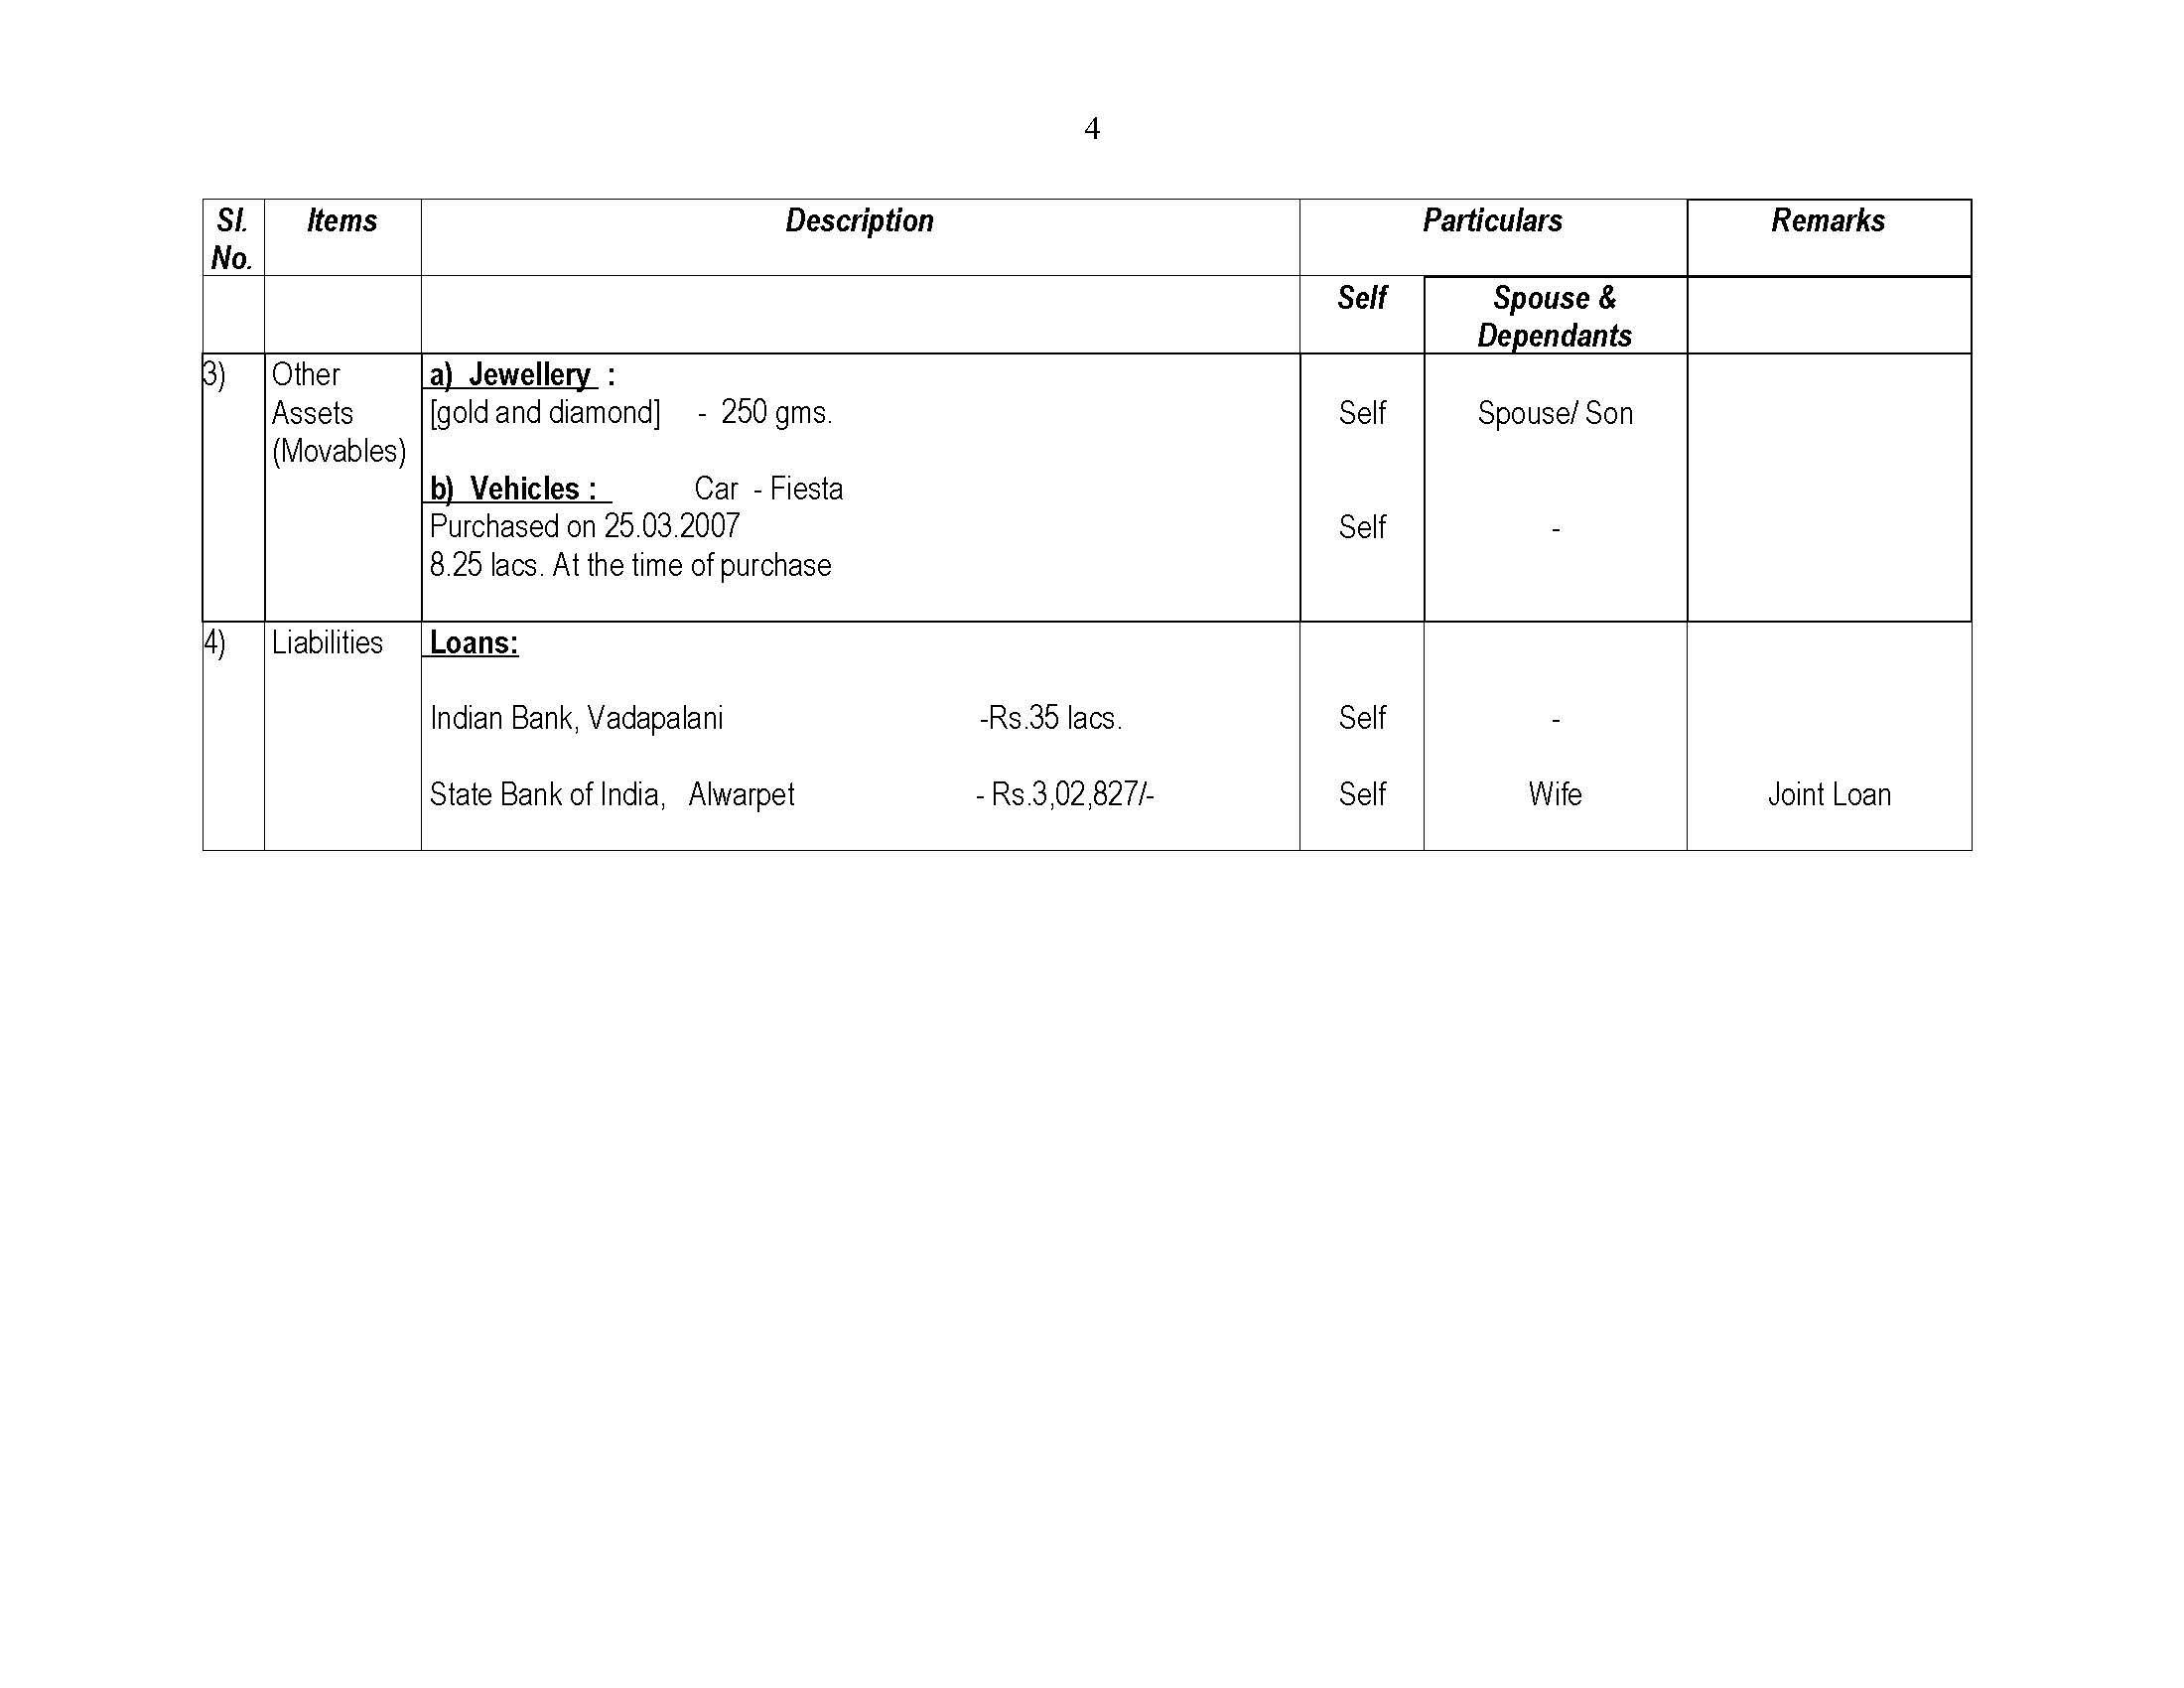 4
Sl. No. Items Description Particulars Remarks
Self Spouse & Dependants
3) Other Assets (Movables)
a) Jewellery :
[gold and diamond] - 250 gms. Self Spouse/ Son
b) Vehicles : Car - Fiesta
Purchased on 25.03.2007 Self -
8.25 lacs. At the time of purchase
4) Liabilities Loans:
Indian Bank, Vadapalani -Rs.35 lacs. Self -
State Bank of India, Alwarpet - Rs.3,02,827/- Self Wife Joint Loan